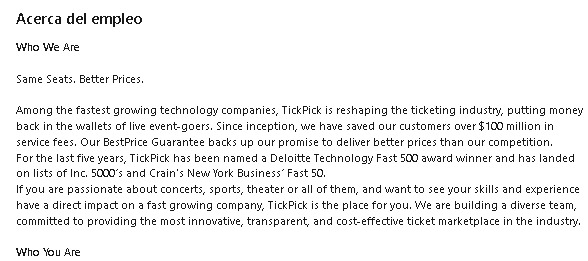 Acerca del empleo
Who We Are
Same Seats. Better Prices.
Among the fastest growing technology companies, TickPick is reshaping the ticketing industry, putting money
back in the wallets of live event-goers. Since inception, we have saved our customers over $100 million in
service fees. Our BestPrice Guarantee backs up our promise to deliver better prices than our competition.
For the last five years, TickPick has been named a Deloitte Technology Fast 500 award winner and has landed
on lists of Inc. 5000's and Crain's New York Business' Fast 50.
If you are passionate about concerts, sports, theater or all of them, and want to see your skills and experience
have a direct impact on a fast growing company, TickPick is the place for you. We are building a diverse team,
committed to providing the most innovative, transparent, and cost-effective ticket marketplace in the industry.
Who You Are